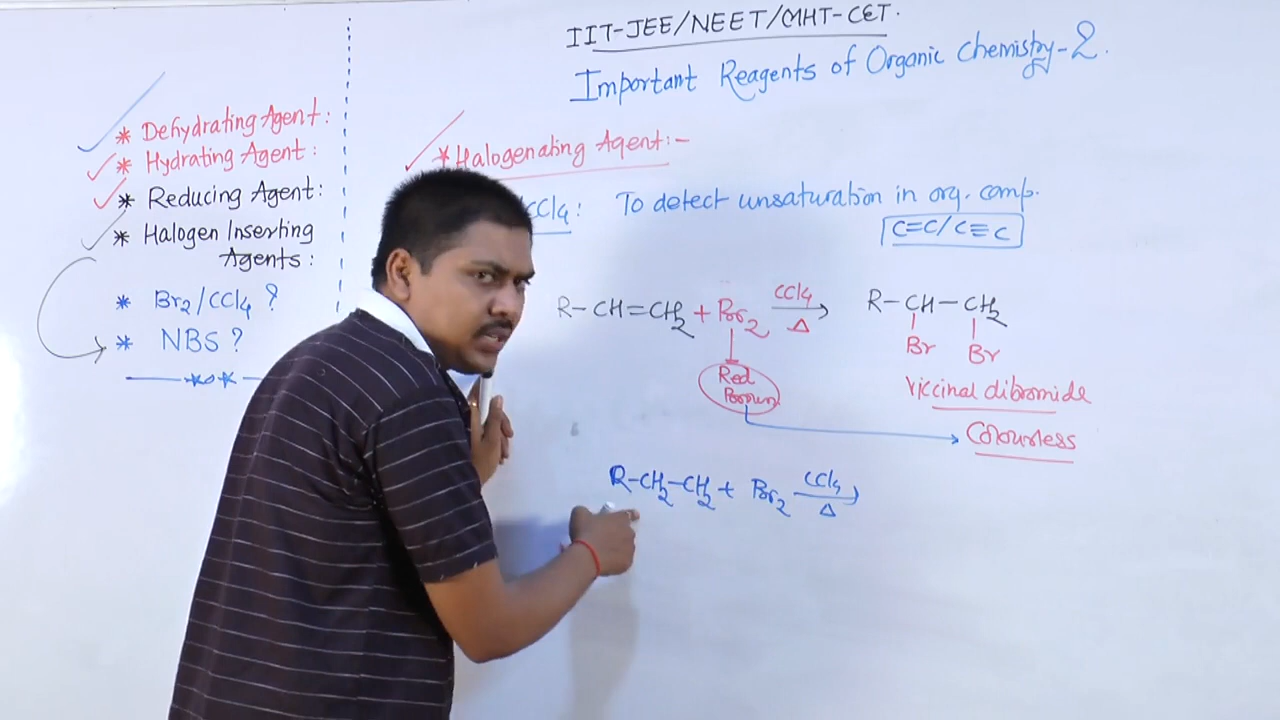 IIT-JEE/NEET/MHT-CET.
Important Reagents of Organic Chemistry-2.
* Dehydrating Agent:
* Hydrating Agent:
* Reducing Agent:
* Halogen Inserting
Agents:
* Br₂/CCl₄ ?
* NBS ?
* Halogenating Agent:-
CCl₄: To detect unsaturation in org. comp.
C=C/C≡C
R-CH=CH₂ + Br₂ CCl₄ Δ → R-CH-CH₂
Br Br
Red
Brown
Viccinal dibromide
Colourless
R-CH₂-CH₂ + Br₂ CCl₄ Δ →